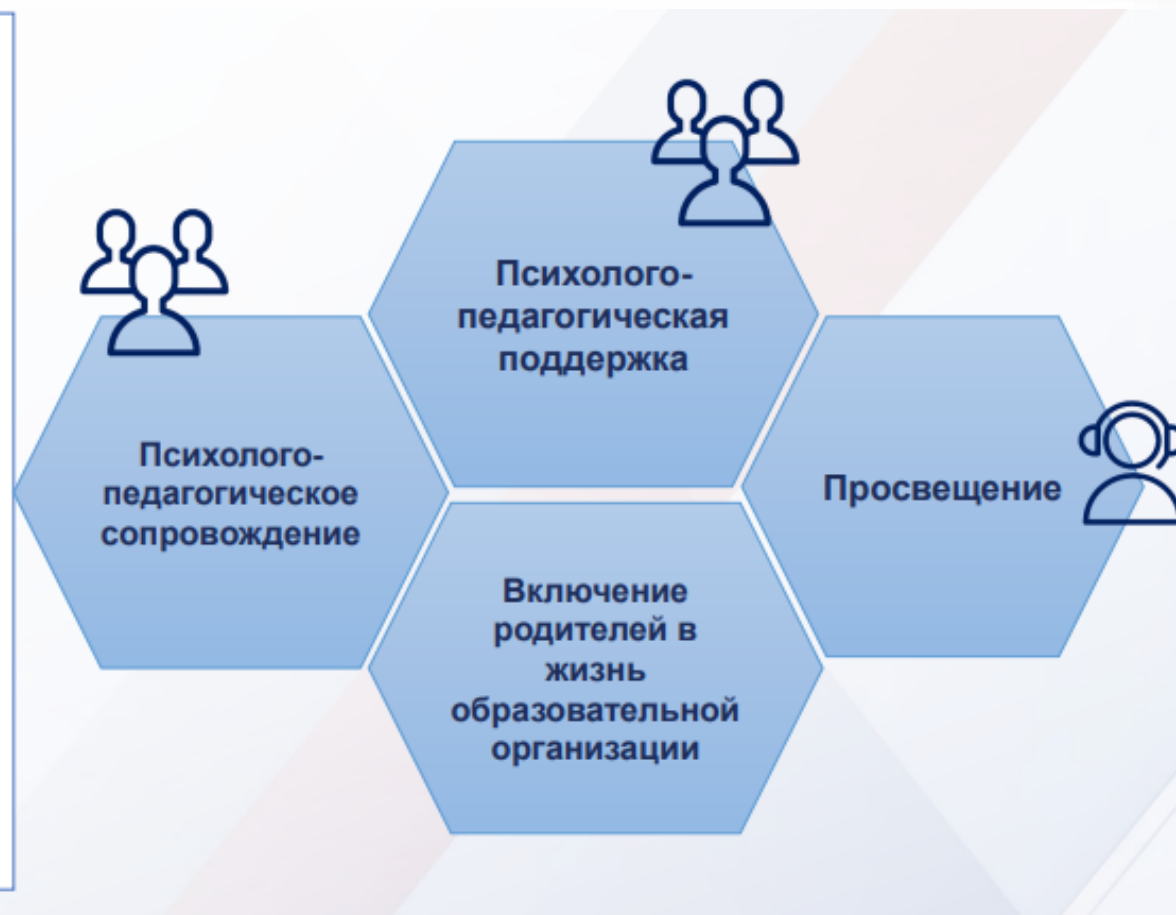 Психолого-
педагогическая
поддержка
Психолого-
педагогическое
сопровождение
Просвещение
Включение
родителей в
жизнь
образовательной
организации